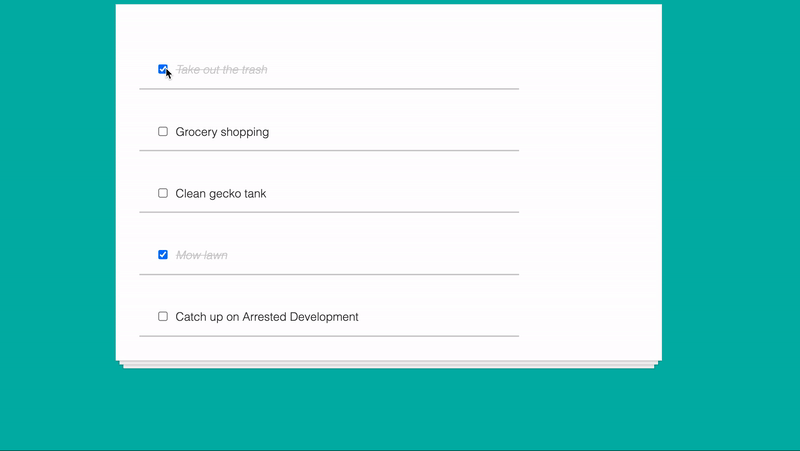 Take out the trash
Grocery shopping
Clean gecko tank
Mow lawn
Catch up on Arrested Development